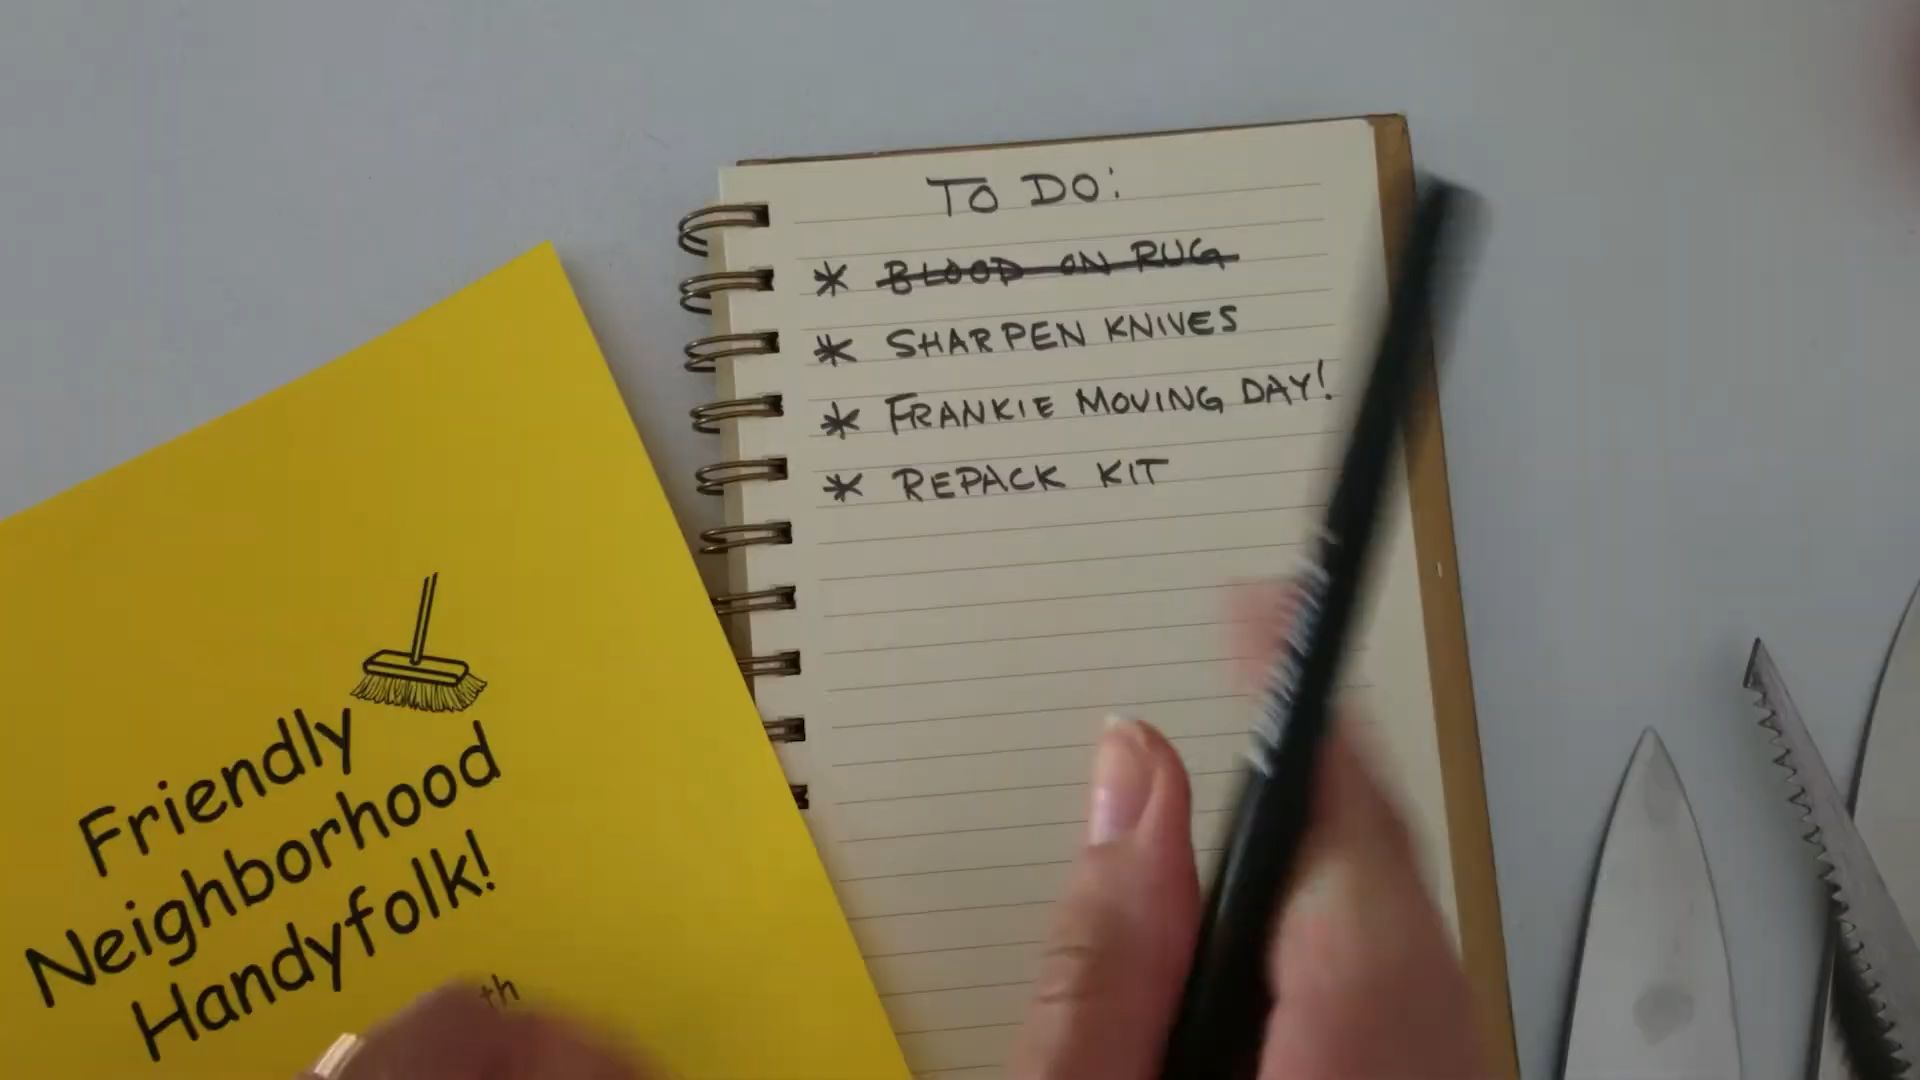 TO DO:
* BLOOD ON RUG
* SHARPEN KNIVES
* FRANKIE MOVING DAY!
* REPACK KIT
Friendly
Neighborhood
Handyfolk!